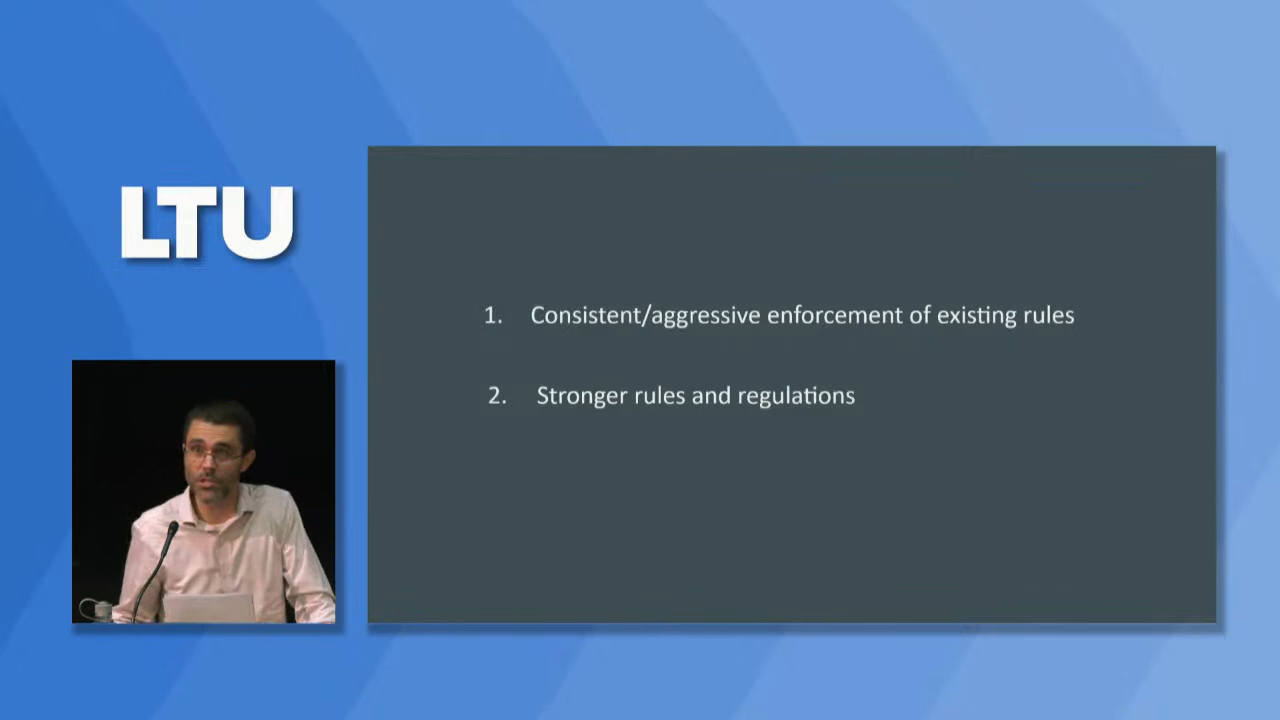 LTU
1. Consistent/aggressive enforcement of existing rules
2. Stronger rules and regulations